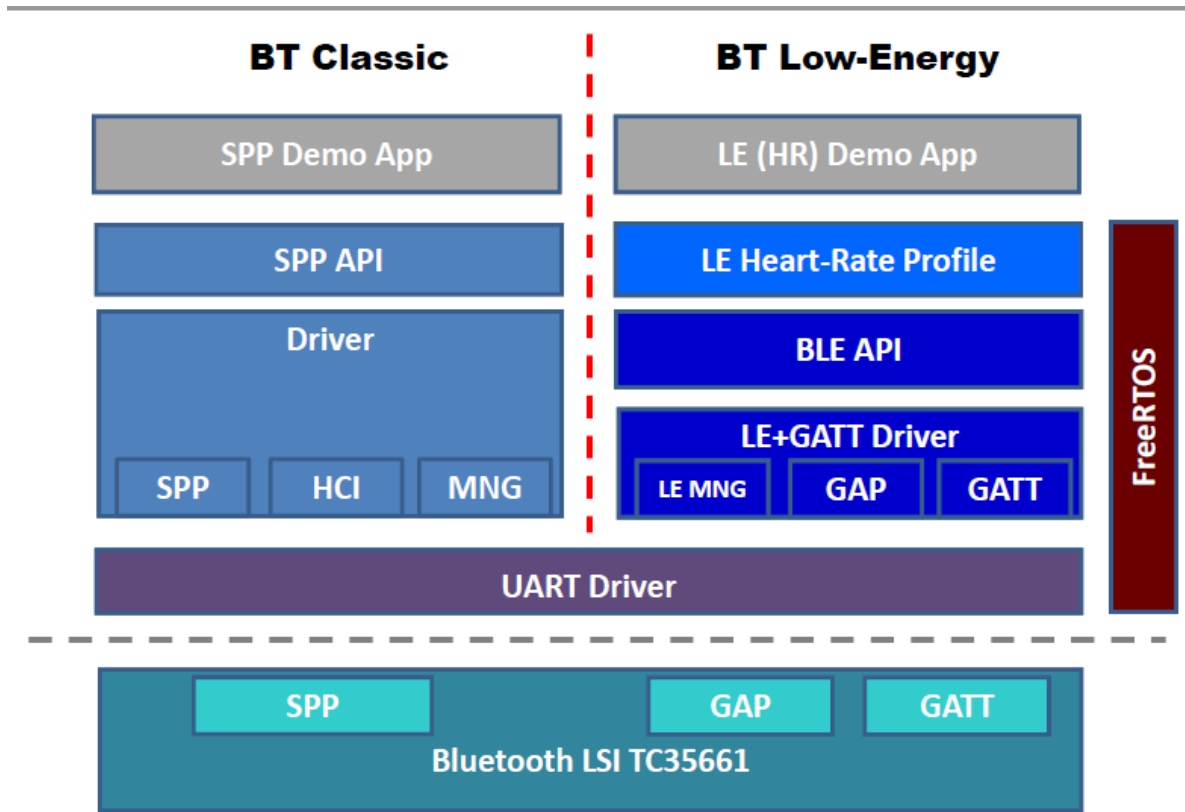 BT Classic
BT Low-Energy
SPP Demo App
LE (HR) Demo App
SPP API
LE Heart-Rate Profile
Driver
BLE API
LE+GATT Driver
SPP
HCI
MNG
LE MNG
GAP
GATT
FreeRTOS
UART Driver
SPP
GAP
GATT
Bluetooth LSI TC35661